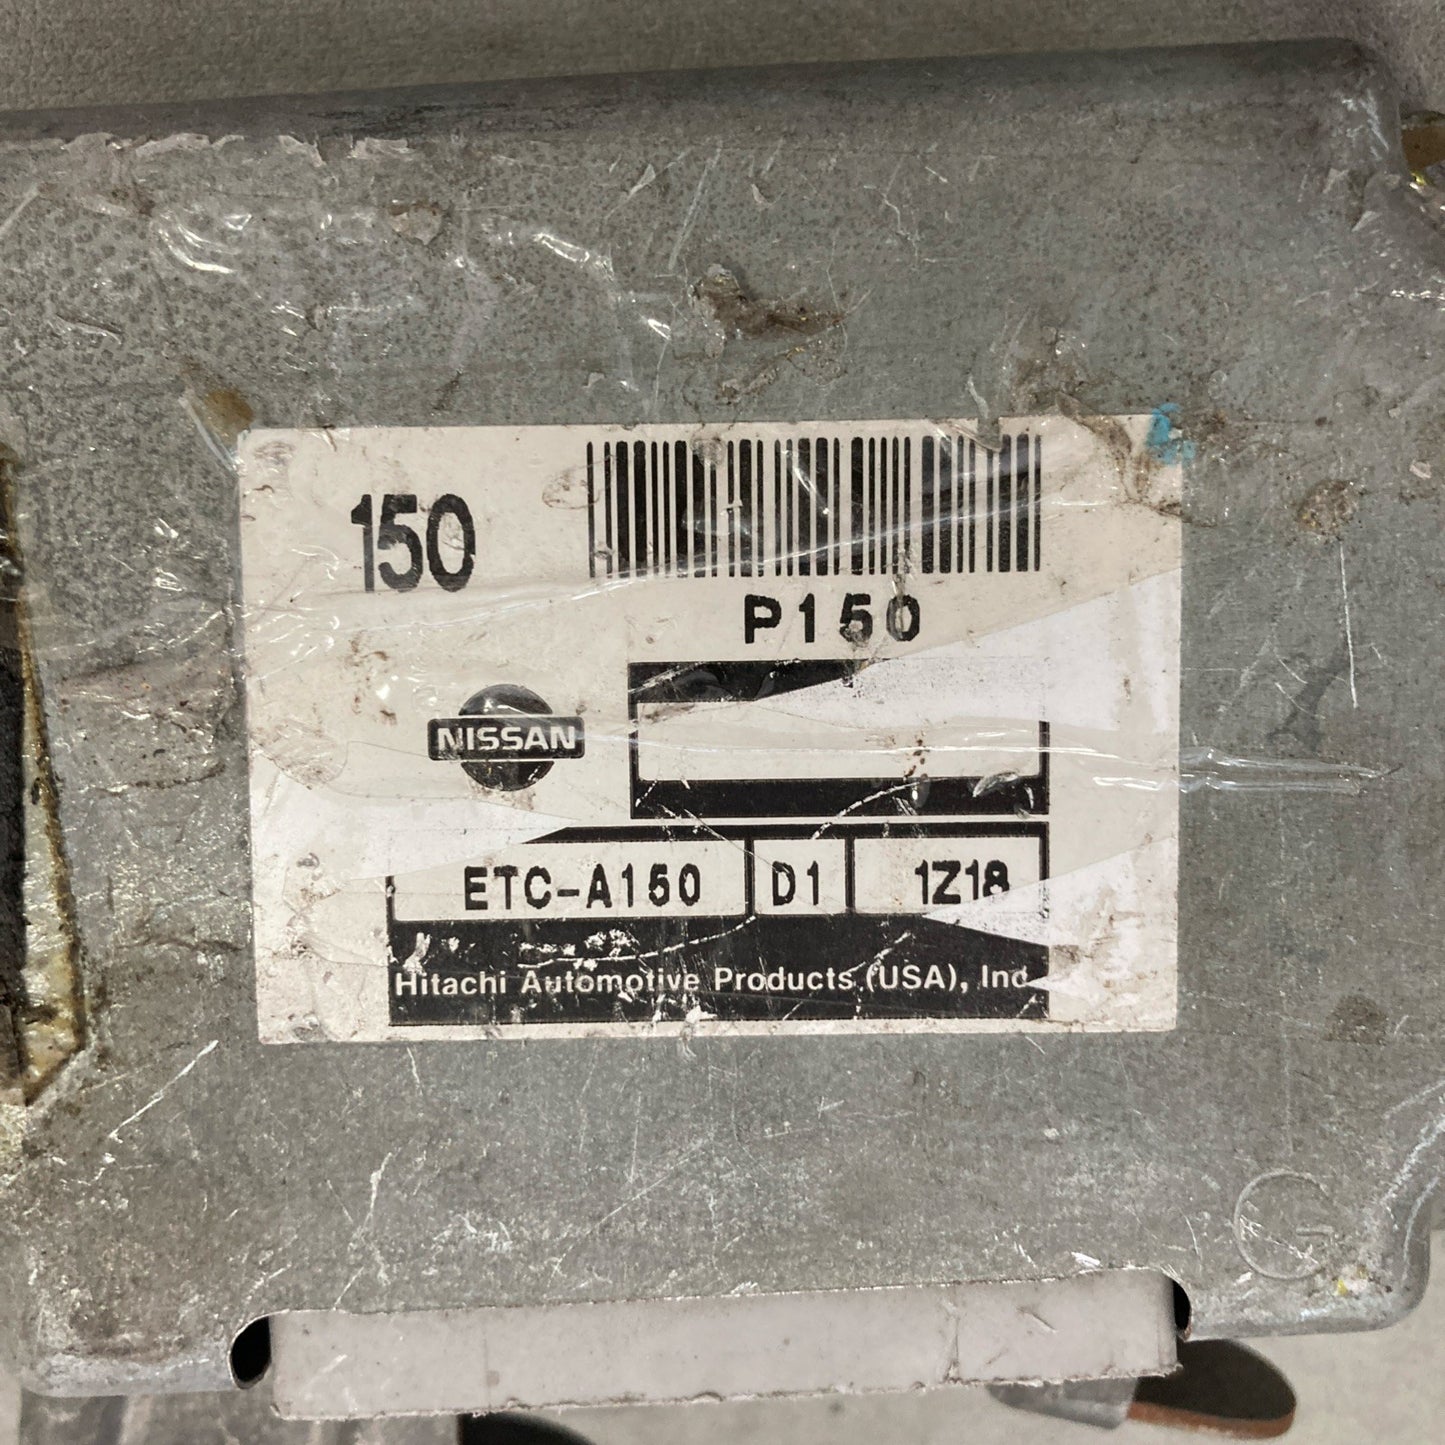 150
P150
NISSAN
ETC-A150 D1 1Z18
Hitachi Automotive Products (USA), Inc.